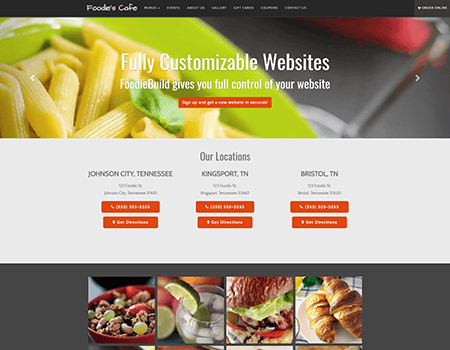 Foodie's Cafe
MENUS EVENTS ABOUT US GALLERY GIFT CARDS COUPONS CONTACT US ORDER ONLINE
Fully Customizable Websites
FoodieBuild gives you full control of your website
Sign up and get a new website in seconds!
Our Locations
JOHNSON CITY, TENNESSEE
123 Foodie St.
Johnson City, Tennessee 37601
(555) 555-5555
Get Directions
KINGSPORT, TN
123 Foodie St.
Kingsport, Tennessee 37660
(555) 555-5555
Get Directions
BRISTOL, TN
123 Foodie St.
Bristol, Tennessee 37620
(555) 555-5555
Get Directions